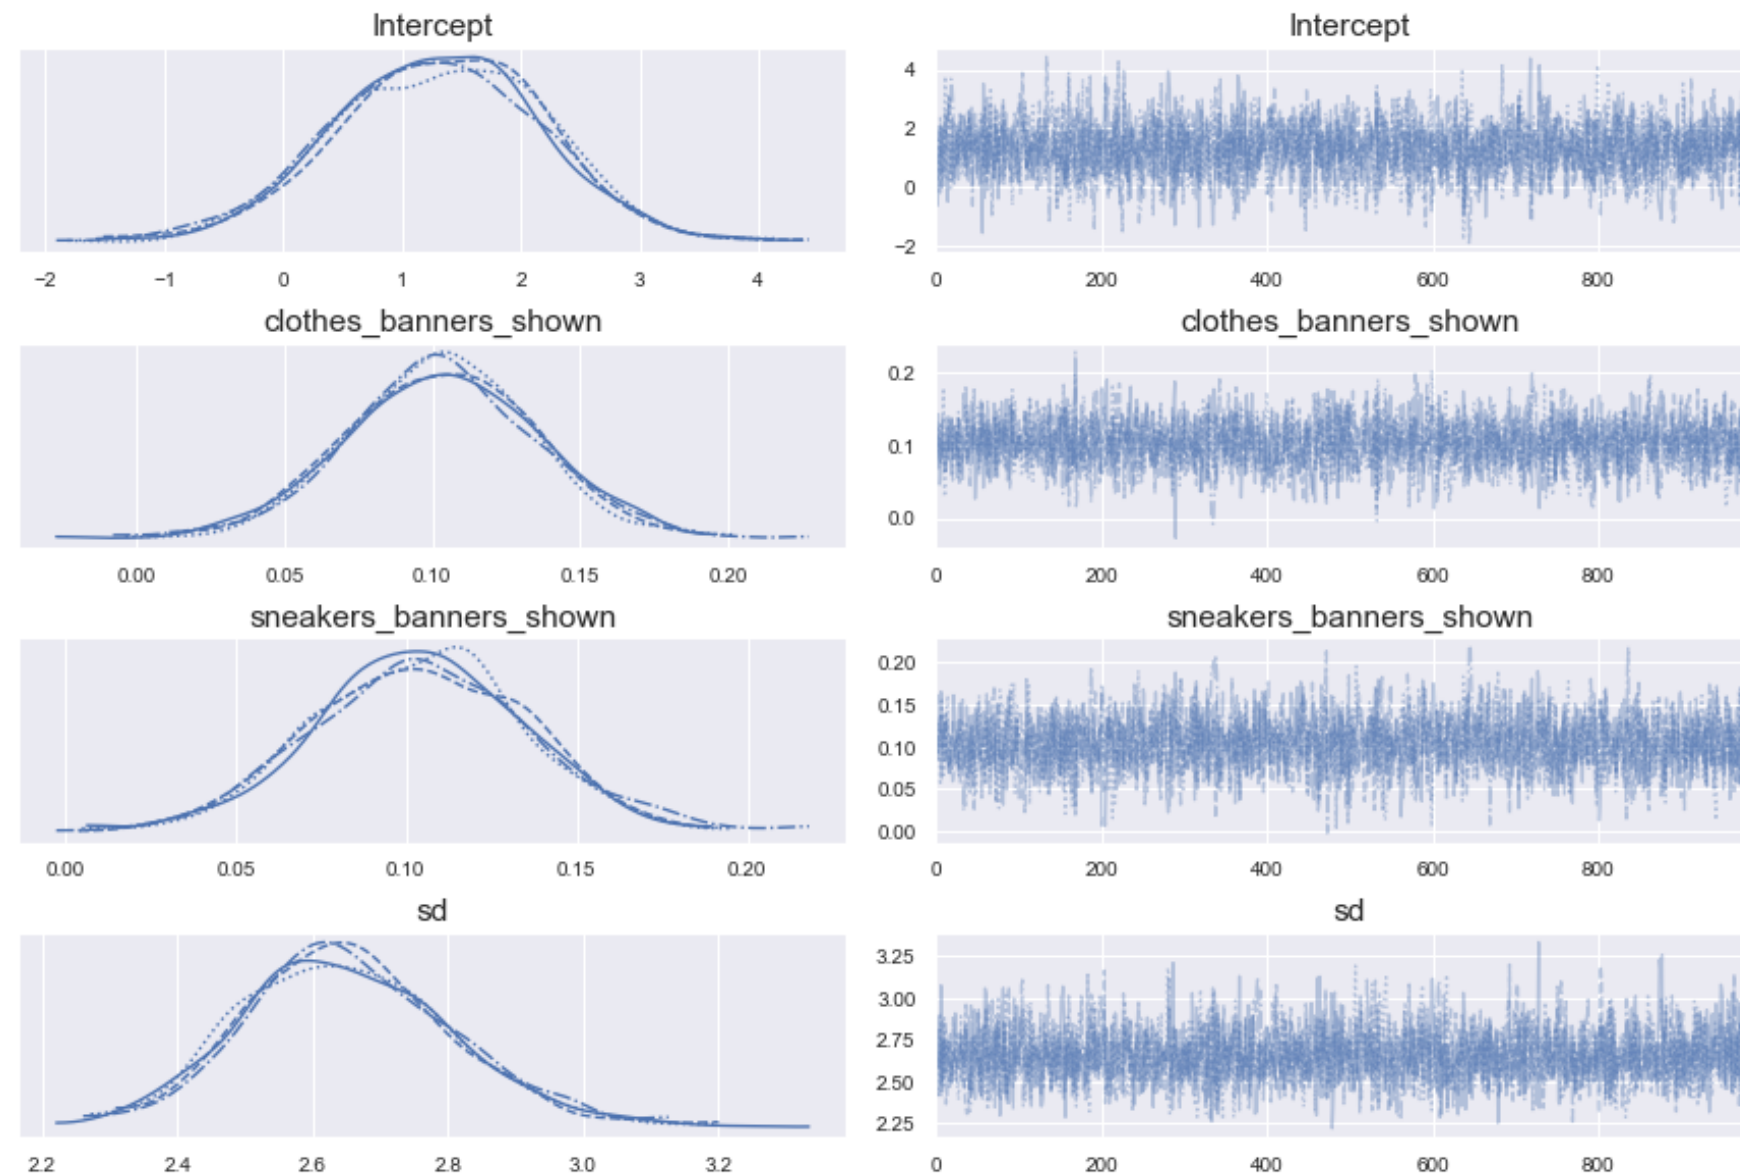 Intercept
Intercept
−2 −1 0 1 2 3 4
4
2
0
−2
0 200 400 600 800
clothes_banners_shown
clothes_banners_shown
0.00 0.05 0.10 0.15 0.20
0.2
0.1
0.0
0 200 400 600 800
sneakers_banners_shown
sneakers_banners_shown
0.00 0.05 0.10 0.15 0.20
0.20
0.15
0.10
0.05
0.00
0 200 400 600 800
sd
sd
2.2 2.4 2.6 2.8 3.0 3.2
3.25
3.00
2.75
2.50
2.25
0 200 400 600 800